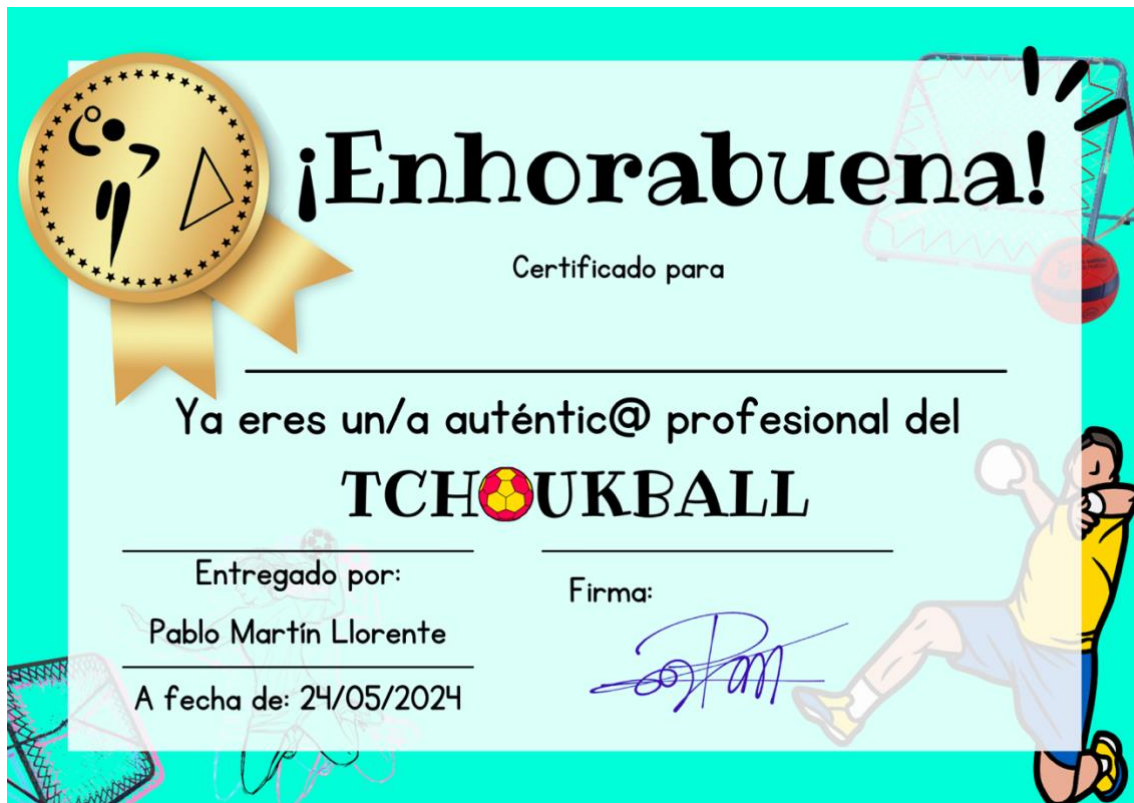 ¡Enhorabuena!
Certificado para
Ya eres un/a auténtic@ profesional del
TCHOUKBALL
Entregado por:
Firma:
Pablo Martín Llorente
A fecha de: 24/05/2024